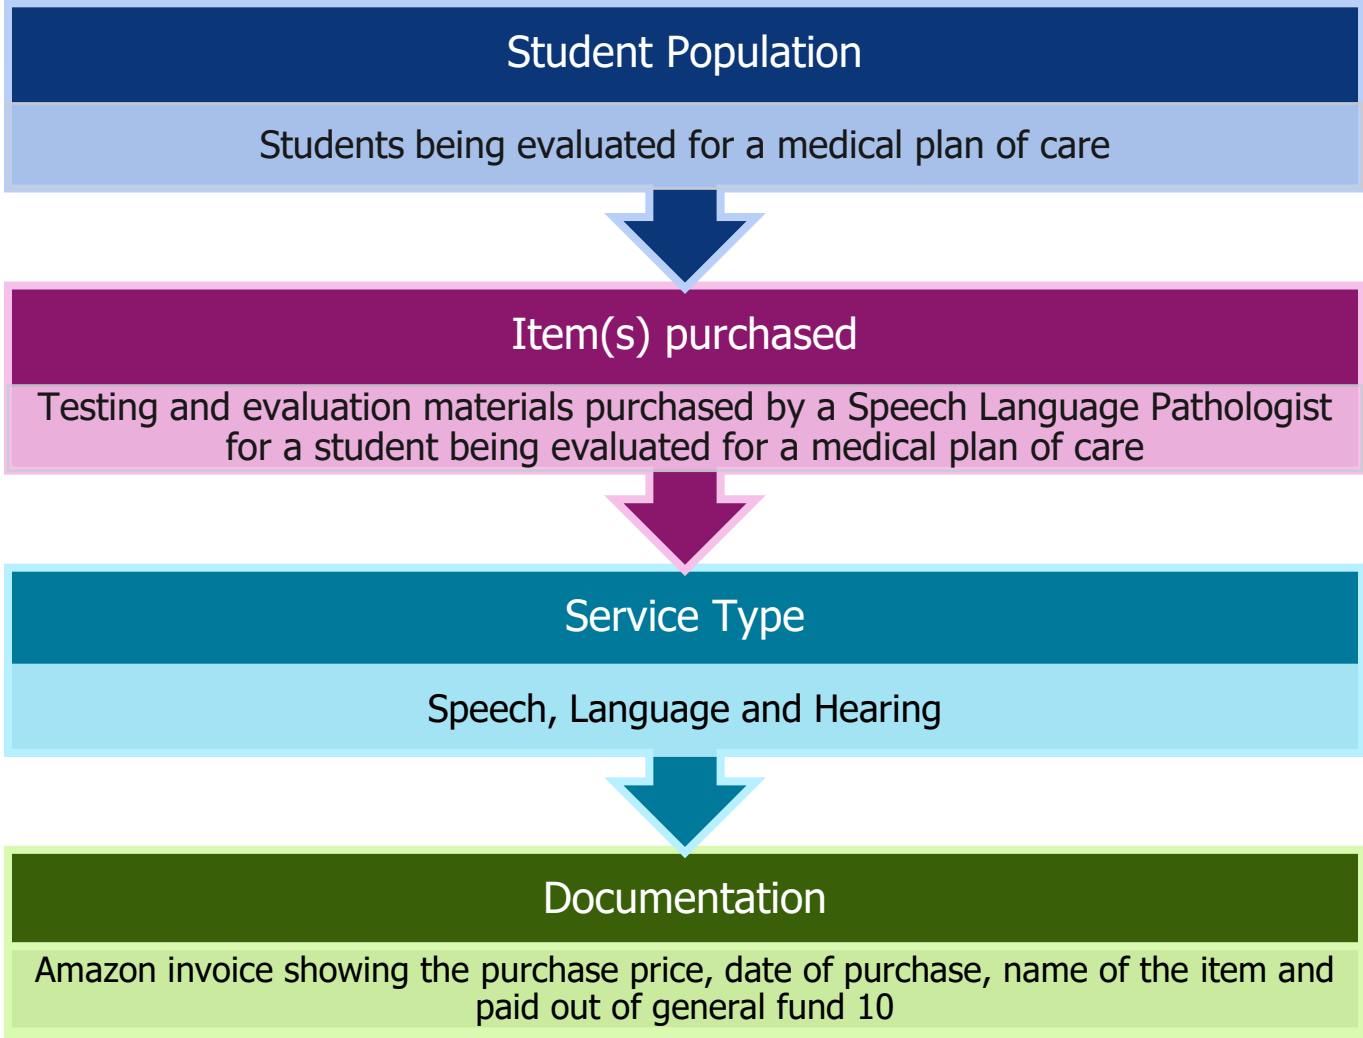 Student Population
Students being evaluated for a medical plan of care
Item(s) purchased
Testing and evaluation materials purchased by a Speech Language Pathologist
for a student being evaluated for a medical plan of care
Service Type
Speech, Language and Hearing
Documentation
Amazon invoice showing the purchase price, date of purchase, name of the item and
paid out of general fund 10